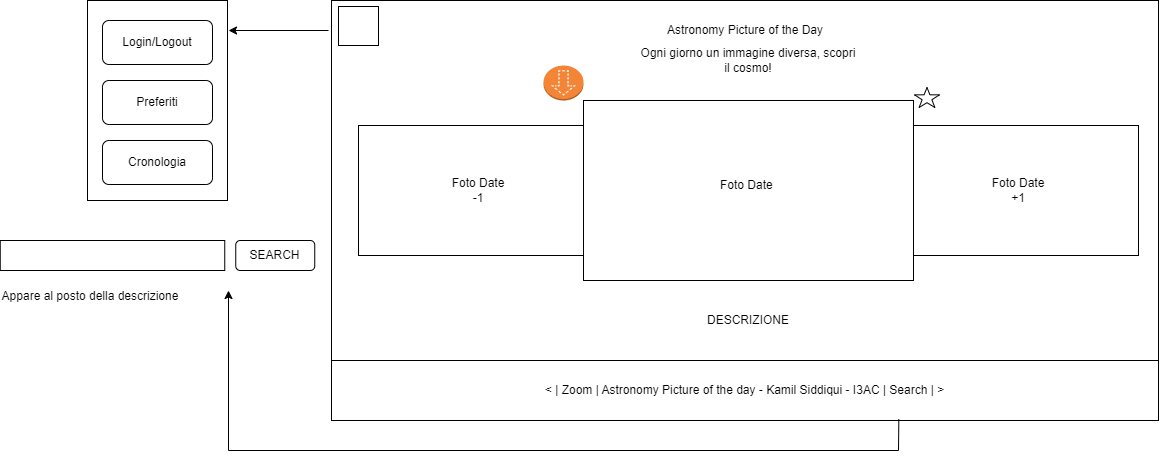 Login/Logout
Preferiti
Cronologia
SEARCH
Appare al posto della descrizione
Astronomy Picture of the Day
Ogni giorno un immagine diversa, scopri
il cosmo!
Foto Date
-1
Foto Date
Foto Date
+1
DESCRIZIONE
< | Zoom | Astronomy Picture of the day - Kamil Siddiqui - I3AC | Search | >